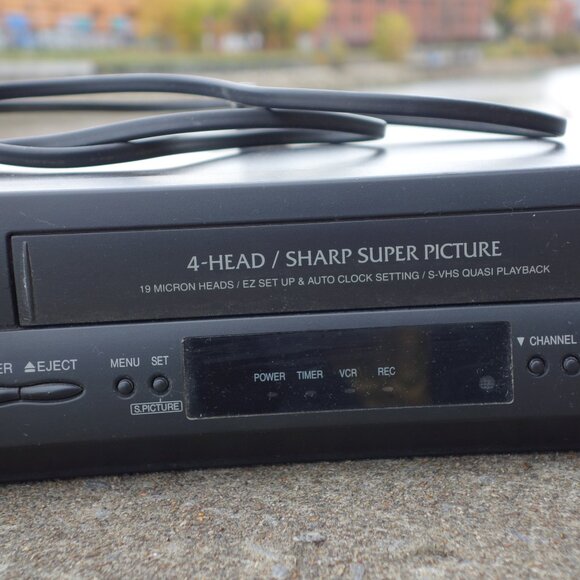 4-HEAD / SHARP SUPER PICTURE
19 MICRON HEADS / EZ SET UP & AUTO CLOCK SETTING / S-VHS QUASI PLAYBACK
ER ⏏EJECT MENU SET ▼ CHANNEL
POWER TIMER VCR REC
S.PICTURE